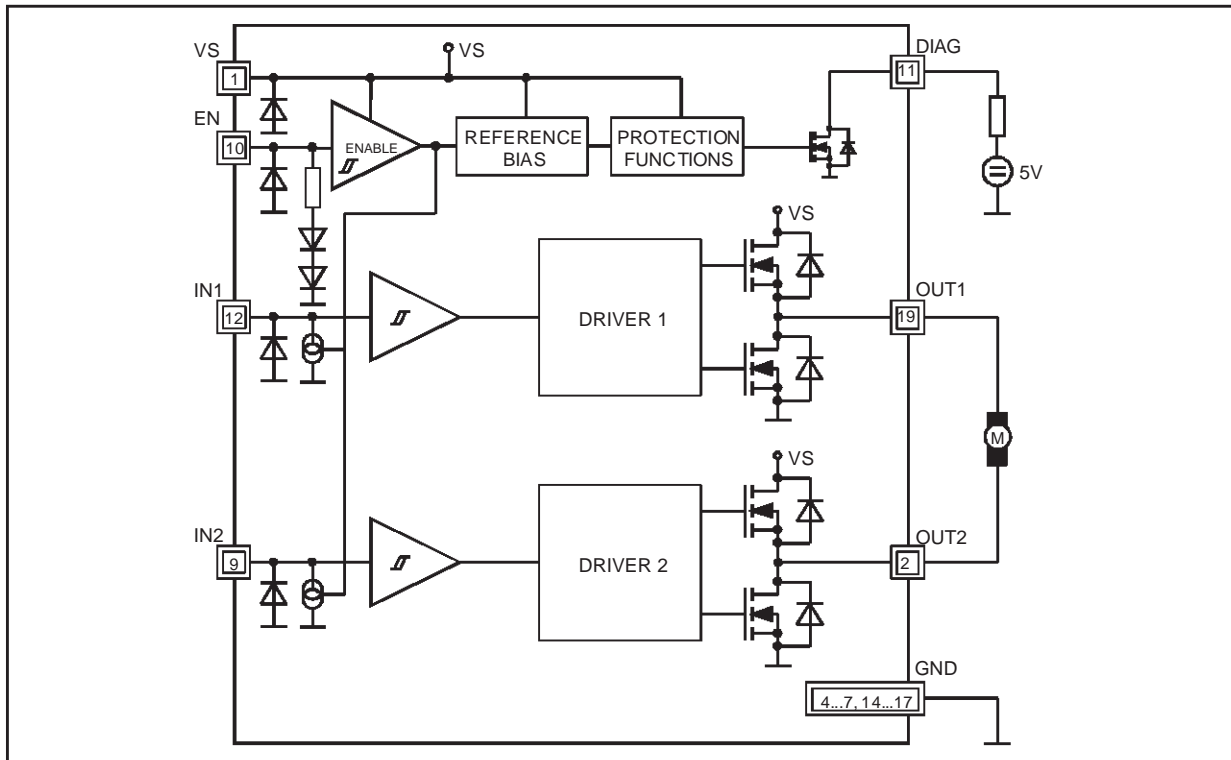 VS
VS
DIAG
1
11
EN
10
ENABLE
REFERENCE
BIAS
PROTECTION
FUNCTIONS
5V
VS
IN1
OUT1
12
DRIVER 1
19
M
VS
IN2
OUT2
9
DRIVER 2
2
GND
4...7, 14...17